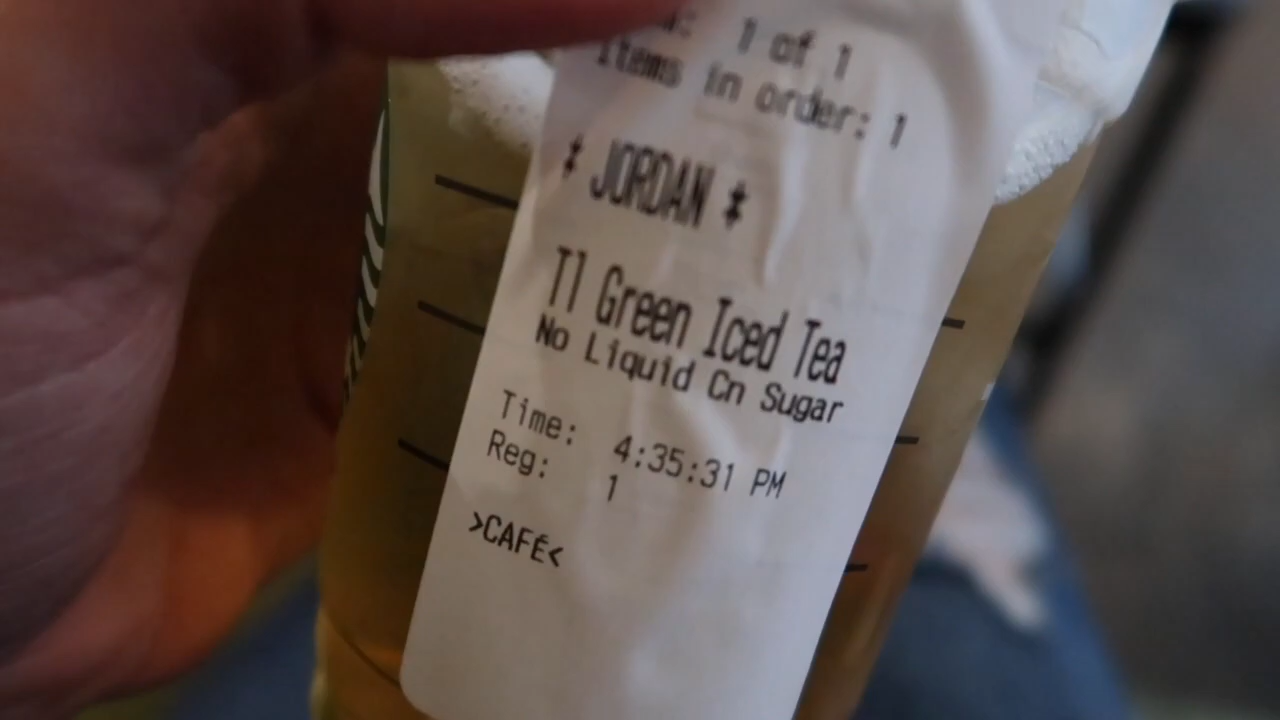 1 of 1
Items in order: 1
* JORDAN *
T1 Green Iced Tea
No Liquid Cn Sugar
Time: 4:35:31 PM
Reg: 1
>CAFÉ<